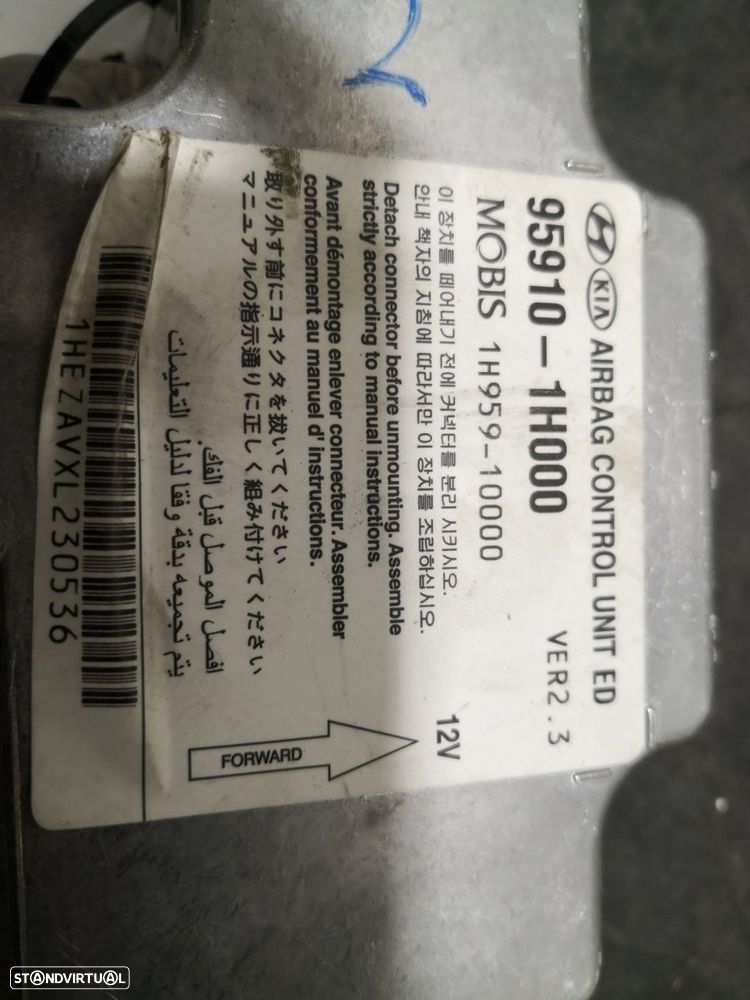 KIA AIRBAG CONTROL UNIT ED
95910-1H000 VER2.3
MOBIS 1H959-10000
이 장치를 떼어내기 전에 커넥터를 분리 시키시오.
안내 책자의 지침에 따라서만 이 장치를 조립하십시오.
12V
Detach connector before unmounting. Assemble
strictly according to manual instructions.
Avant démontage enlever connecteur. Assembler
conformement au manuel d' instructions.
取り外す前にコネクタを抜いてください
マニュアルの指示通りに正しく組み付けてください
افصل الموصل قبل الفك
يتم تجميعه بدقة وفقا لدليل التعليمات
FORWARD
1HEZAVXL230536
STANDVIRTUAL